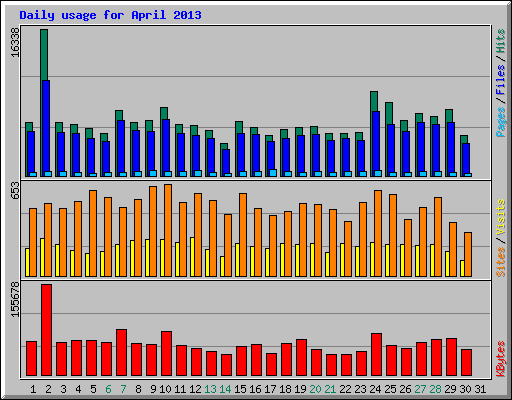 Daily usage for April 2013
16338
Pages / Files / Hits
653
Sites / Visits
155678
KBytes
1 2 3 4 5 6 7 8 9 10 11 12 13 14 15 16 17 18 19 20 21 22 23 24 25 26 27 28 29 30 31